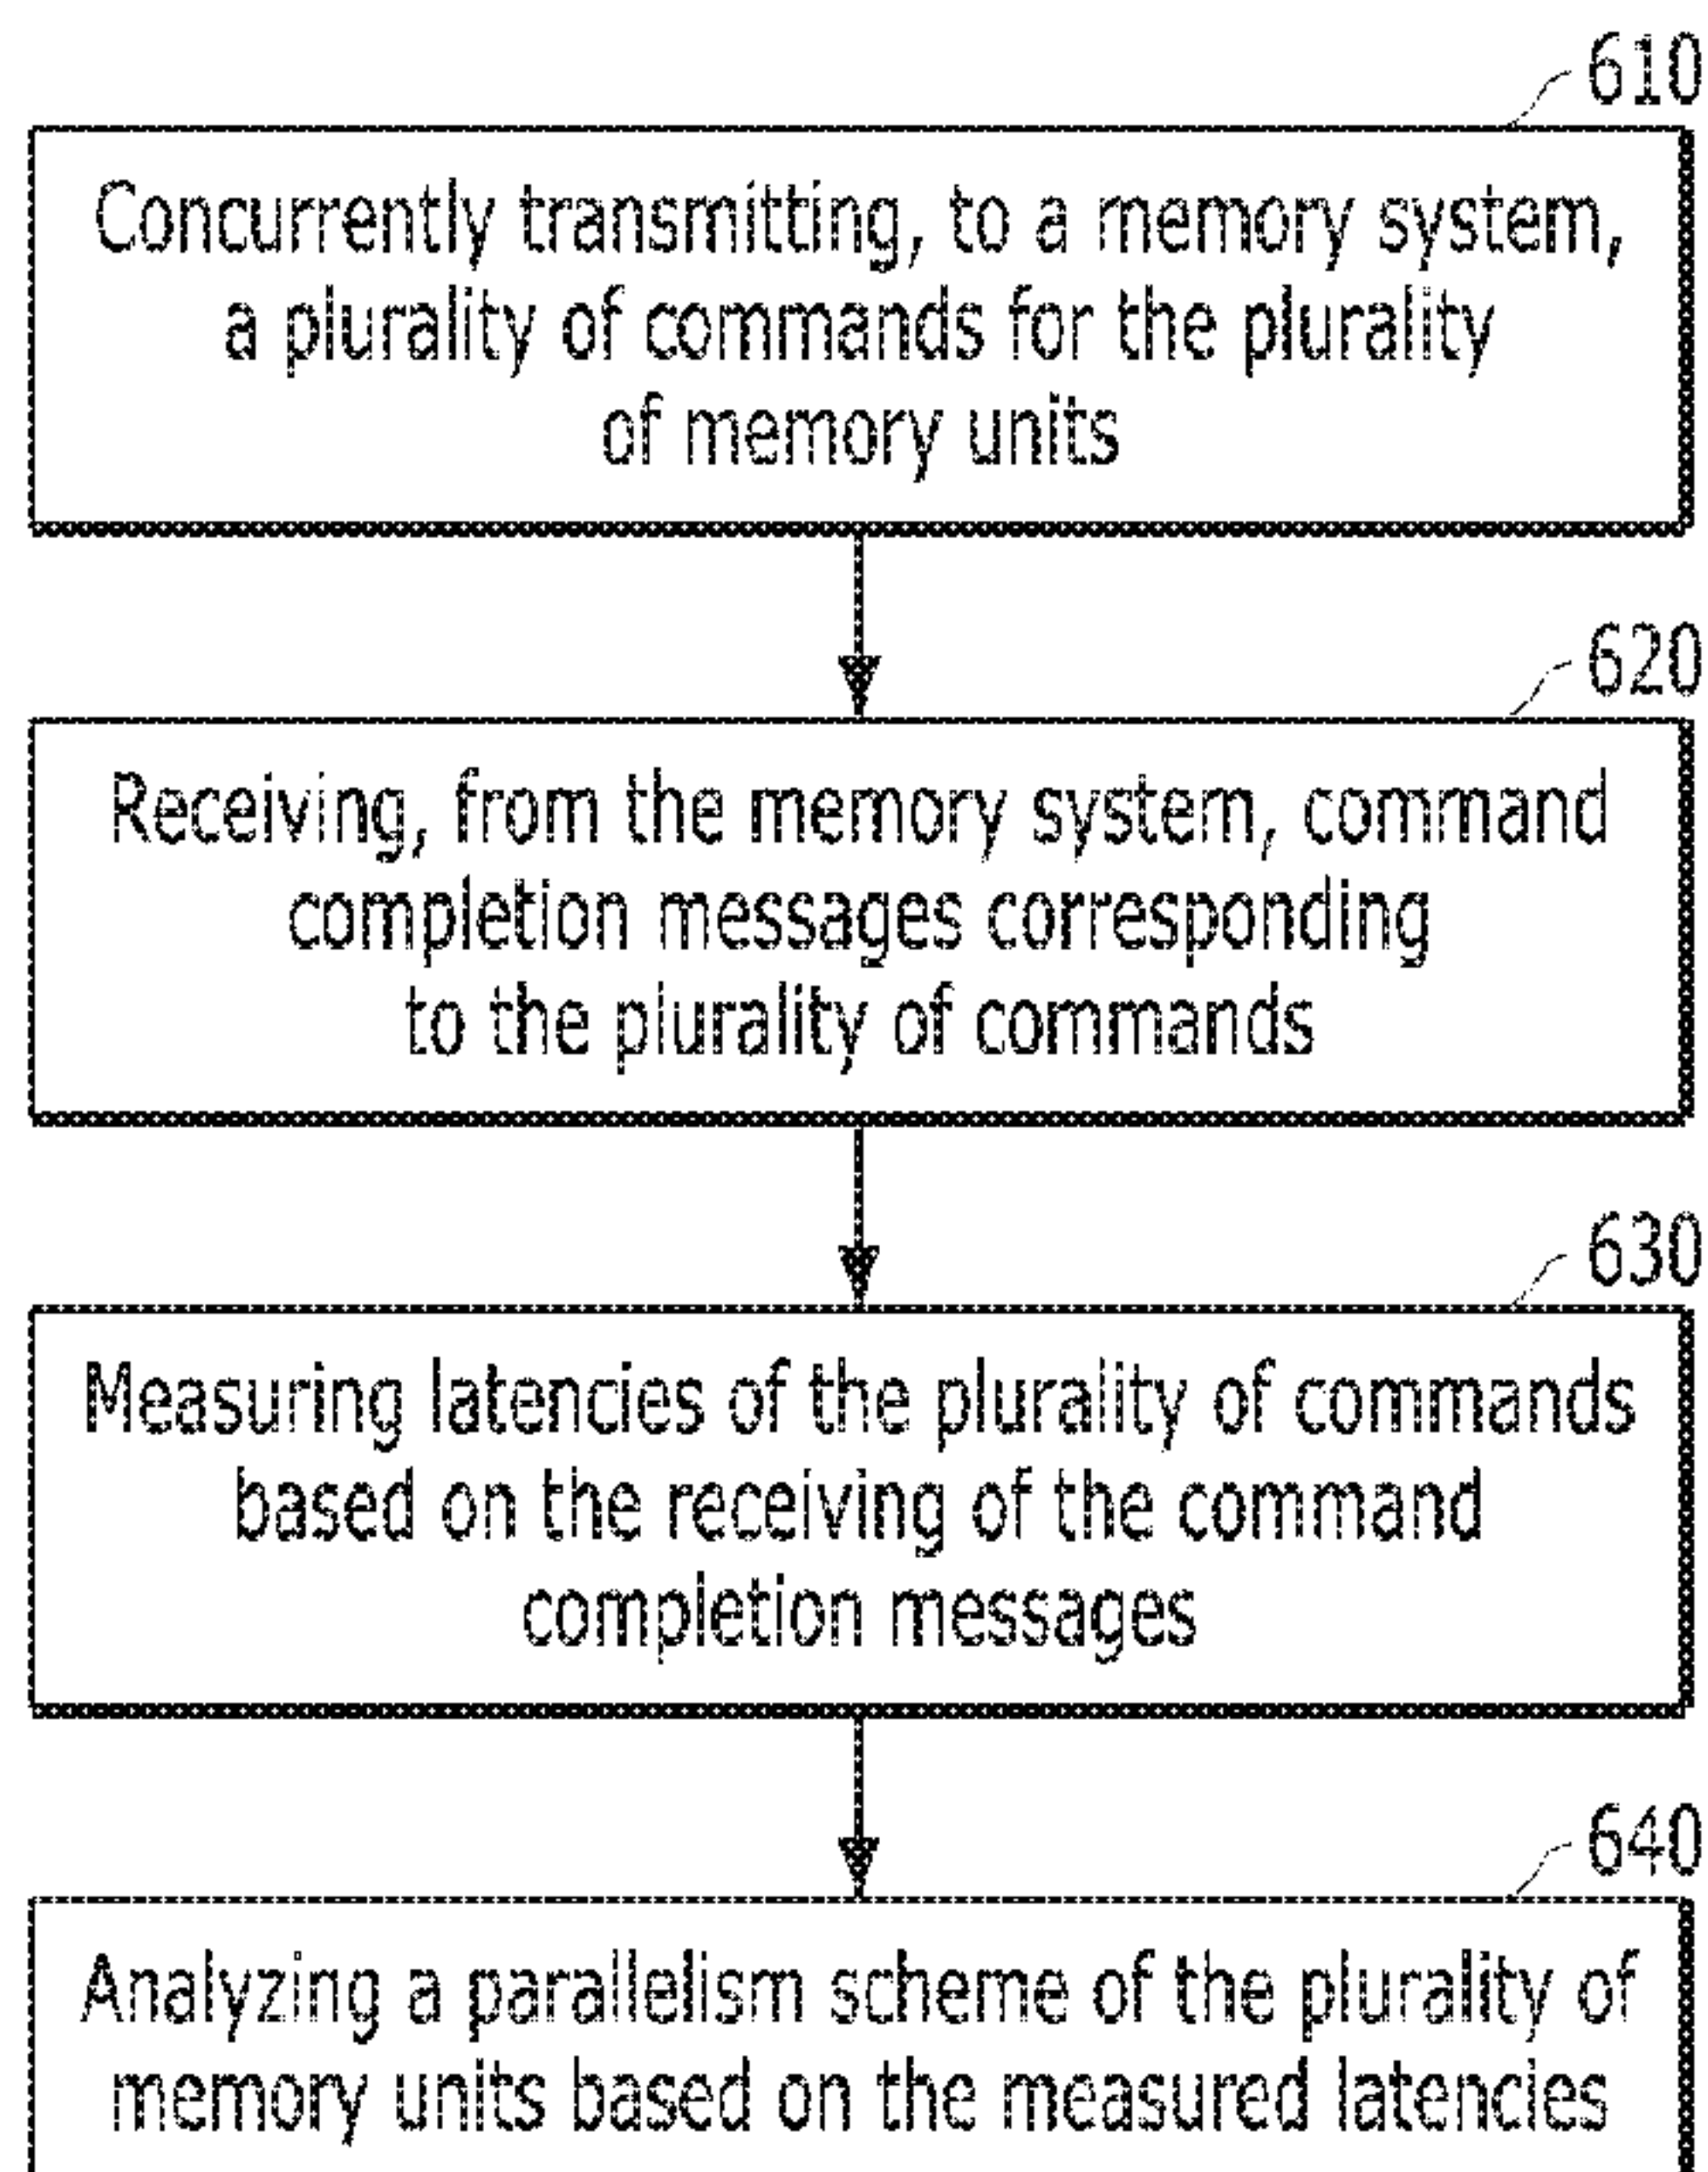 610
Concurrently transmitting, to a memory system,
a plurality of commands for the plurality
of memory units
620
Receiving, from the memory system, command
completion messages corresponding
to the plurality of commands
630
Measuring latencies of the plurality of commands
based on the receiving of the command
completion messages
640
Analyzing a parallelism scheme of the plurality of
memory units based on the measured latencies